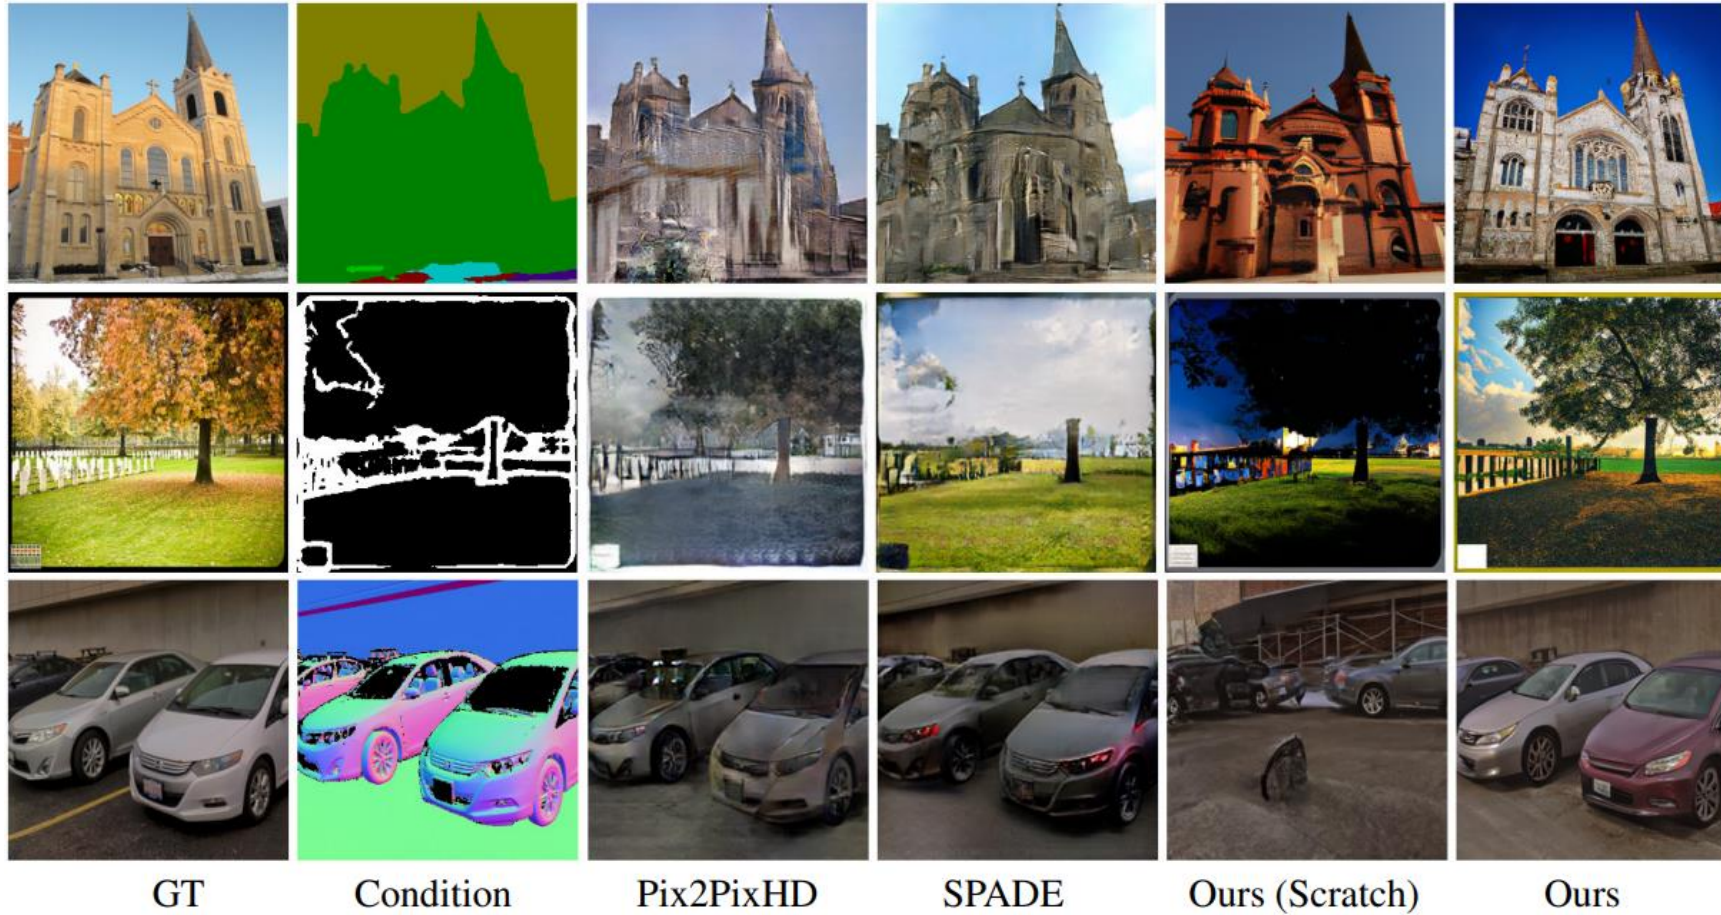 GT
Condition
Pix2PixHD
SPADE
Ours (Scratch)
Ours